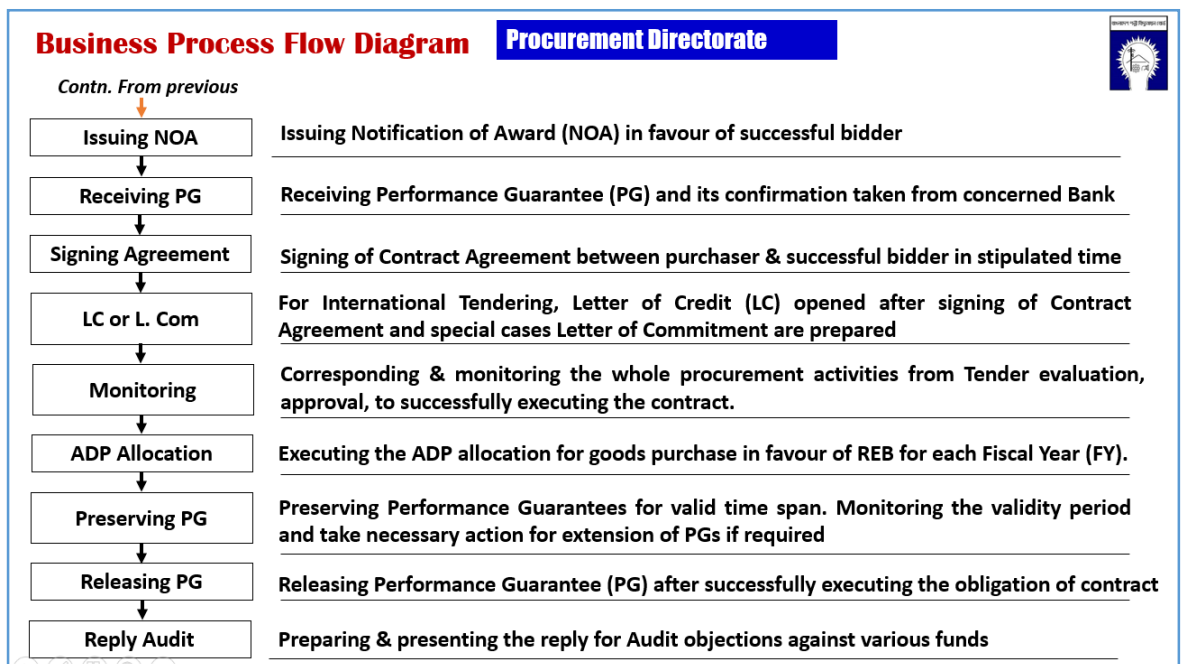 Business Process Flow Diagram
Procurement Directorate
Contn. From previous
Issuing NOA
Issuing Notification of Award (NOA) in favour of successful bidder
Receiving PG
Receiving Performance Guarantee (PG) and its confirmation taken from concerned Bank
Signing Agreement
Signing of Contract Agreement between purchaser & successful bidder in stipulated time
LC or L. Com
For International Tendering, Letter of Credit (LC) opened after signing of Contract
Agreement and special cases Letter of Commitment are prepared
Monitoring
Corresponding & monitoring the whole procurement activities from Tender evaluation,
approval, to successfully executing the contract.
ADP Allocation
Executing the ADP allocation for goods purchase in favour of REB for each Fiscal Year (FY).
Preserving PG
Preserving Performance Guarantees for valid time span. Monitoring the validity period
and take necessary action for extension of PGs if required
Releasing PG
Releasing Performance Guarantee (PG) after successfully executing the obligation of contract
Reply Audit
Preparing & presenting the reply for Audit objections against various funds